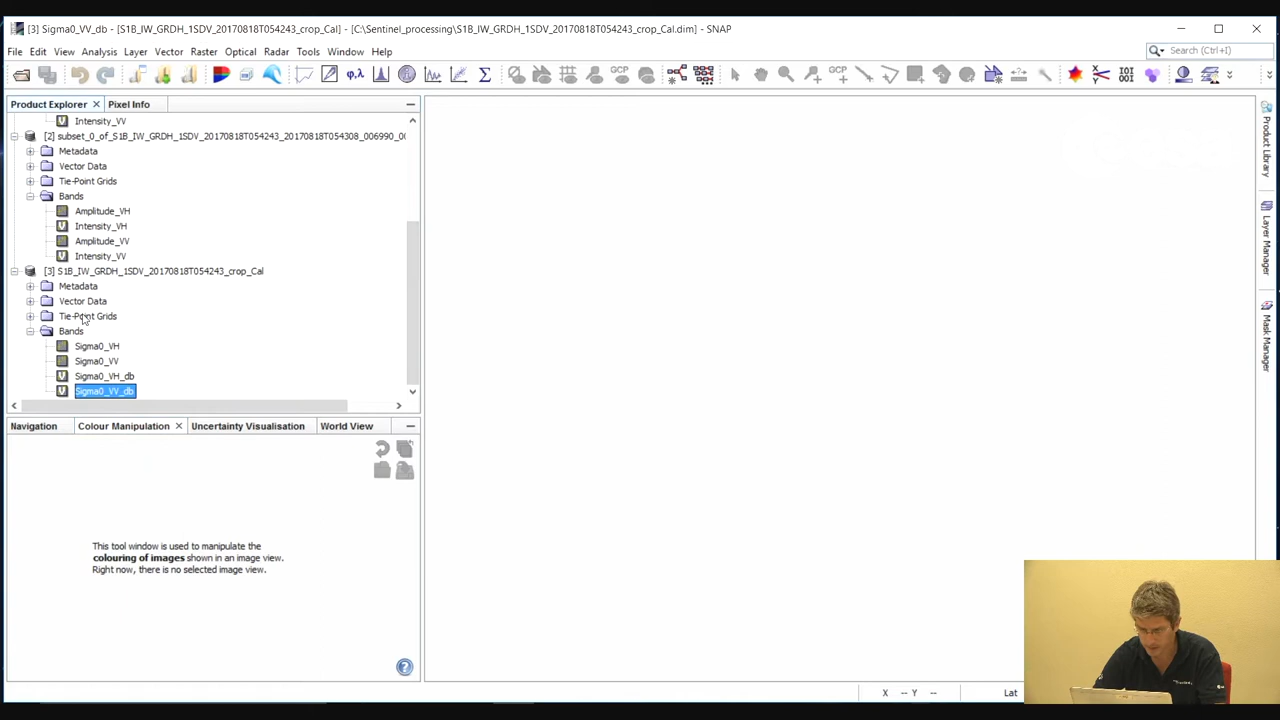 [3] Sigma0_VV_db - [S1B_IW_GRDH_1SDV_20170818T054243_crop_Cal] - [C:\Sentinel_processing\S1B_IW_GRDH_1SDV_20170818T054243_crop_Cal.dim] - SNAP
File Edit View Analysis Layer Vector Raster Optical Radar Tools Window Help
Search (Ctrl+I)
φ,λ Σ GCP GCP
Product Explorer Pixel Info
Intensity_VV
[2] subset_0_of_S1B_IW_GRDH_1SDV_20170818T054243_20170818T054308_006990_0
Metadata
Vector Data
Tie-Point Grids
Bands
Amplitude_VH
Intensity_VH
Amplitude_VV
Intensity_VV
[3] S1B_IW_GRDH_1SDV_20170818T054243_crop_Cal
Metadata
Vector Data
Tie-Point Grids
Bands
Sigma0_VH
Sigma0_VV
Sigma0_VH_db
Sigma0_VV_db
Navigation Colour Manipulation Uncertainty Visualisation World View
This tool window is used to manipulate the
colouring of images shown in an image view.
Right now, there is no selected image view.
Product Library
Layer Manager
Mask Manager
X -- Y -- Lat